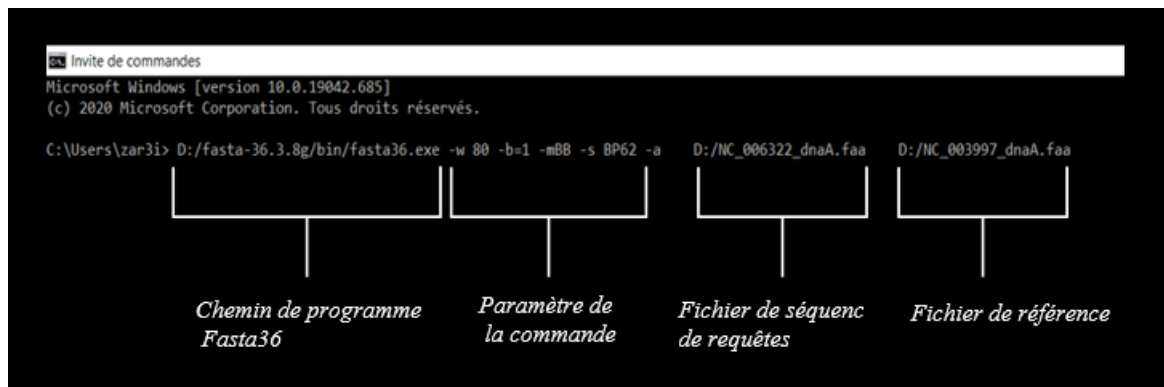 Invite de commandes
Microsoft Windows [version 10.0.19042.685]
(c) 2020 Microsoft Corporation. Tous droits réservés.
C:\Users\zar3i> D:/fasta-36.3.8g/bin/fasta36.exe -w 80 -b=1 -mBB -s BP62 -a D:/NC_006322_dnaA.faa D:/NC_003997_dnaA.faa
Chemin de programme
Fasta36
Paramètre de
la commande
Fichier de séquenc
de requêtes
Fichier de référence